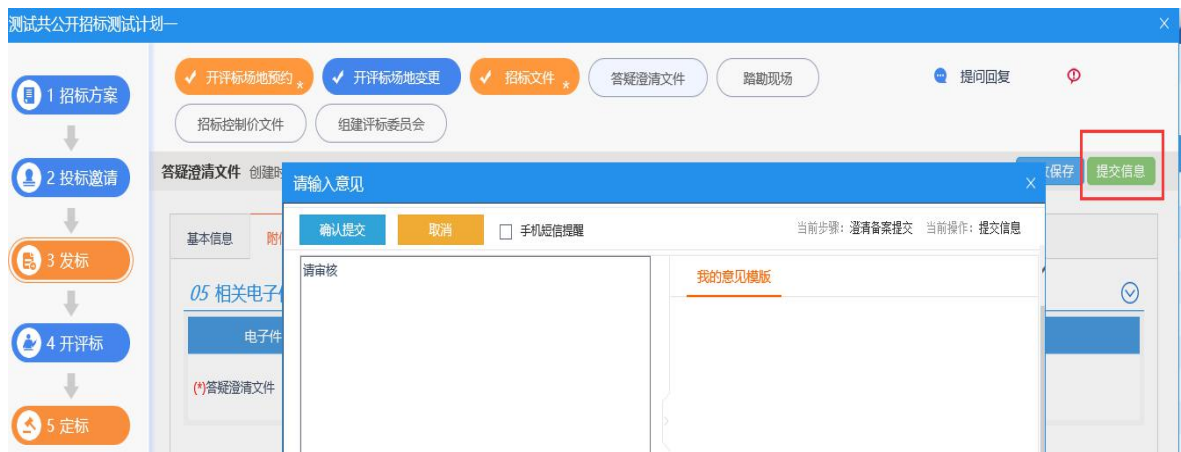 测试共公开招标测试计划一
开评标场地预约 * 开评标场地变更 招标文件 * 答疑澄清文件 踏勘现场 提问回复
招标控制价文件 组建评标委员会
1 招标方案
2 投标邀请
3 发标
4 开评标
5 定标
答疑澄清文件 创建时
保存 提交信息
请输入意见
确认提交 取消 手机短信提醒 当前步骤：澄清备案提交 当前操作：提交信息
基本信息 附件
请审核
我的意见模版
05 相关电子件
电子件
(*)答疑澄清文件